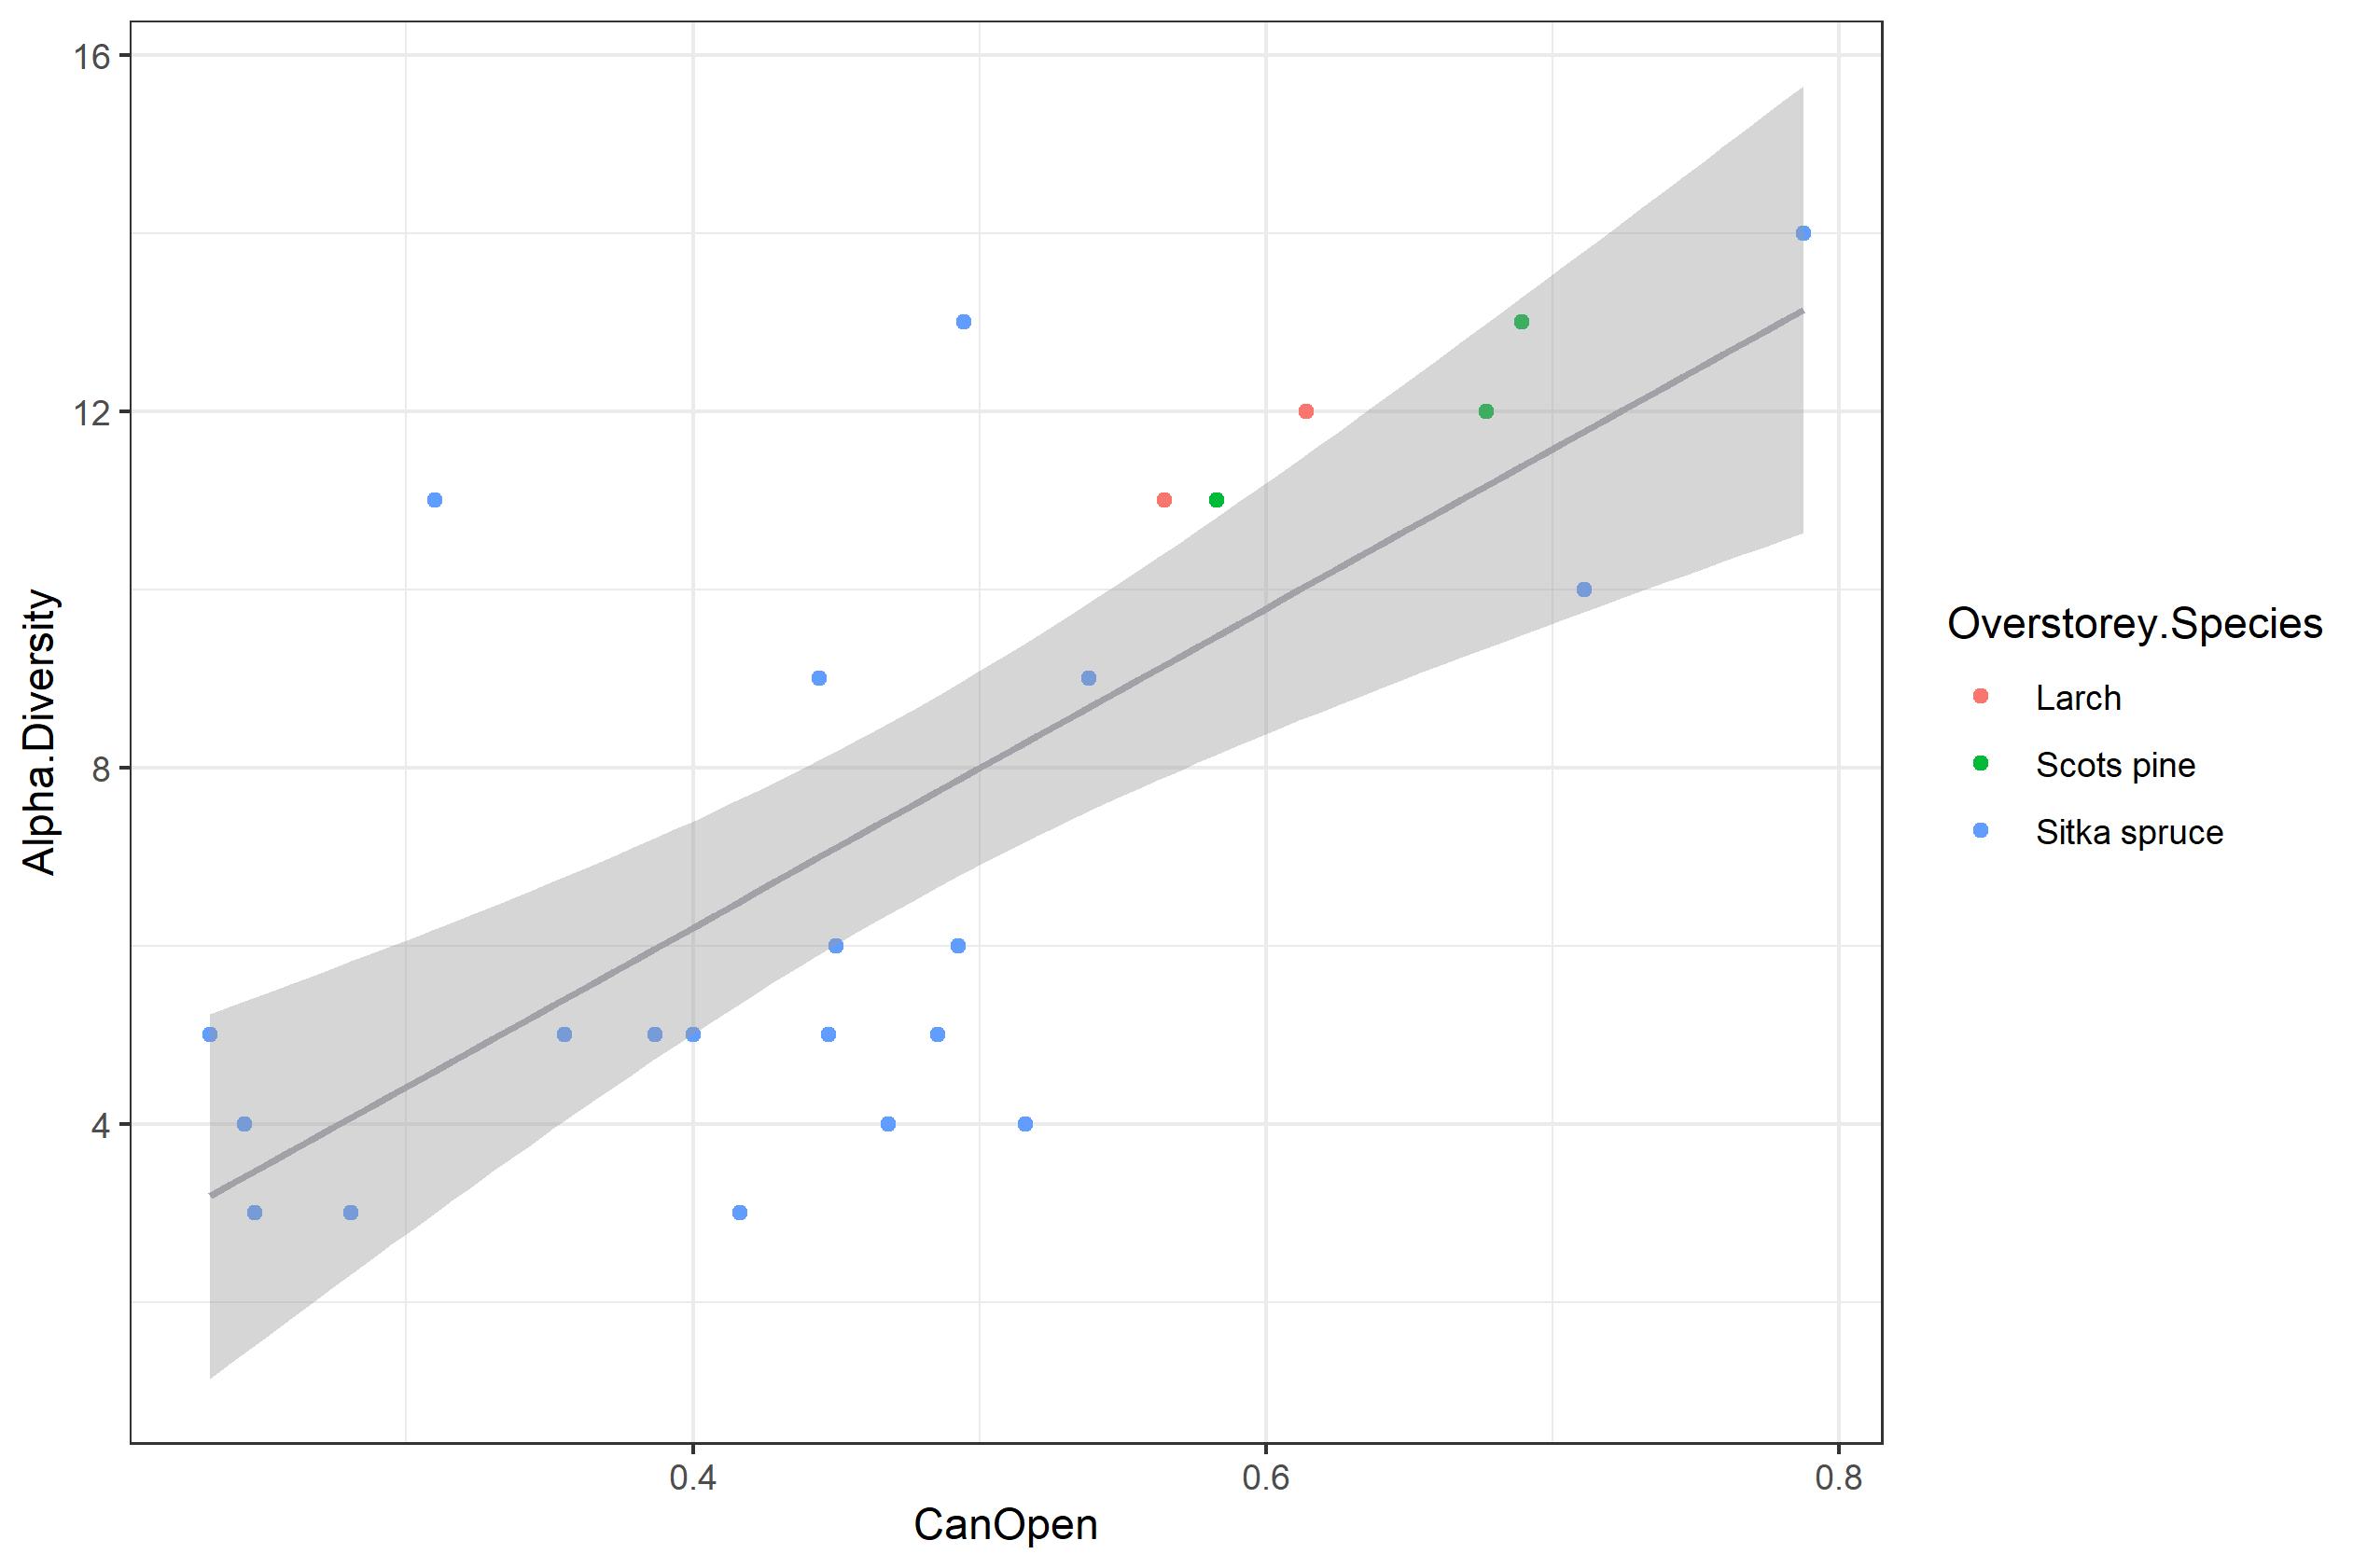 16
12
8
4
Alpha.Diversity
0.4
0.6
0.8
CanOpen
Overstorey.Species
Larch
Scots pine
Sitka spruce